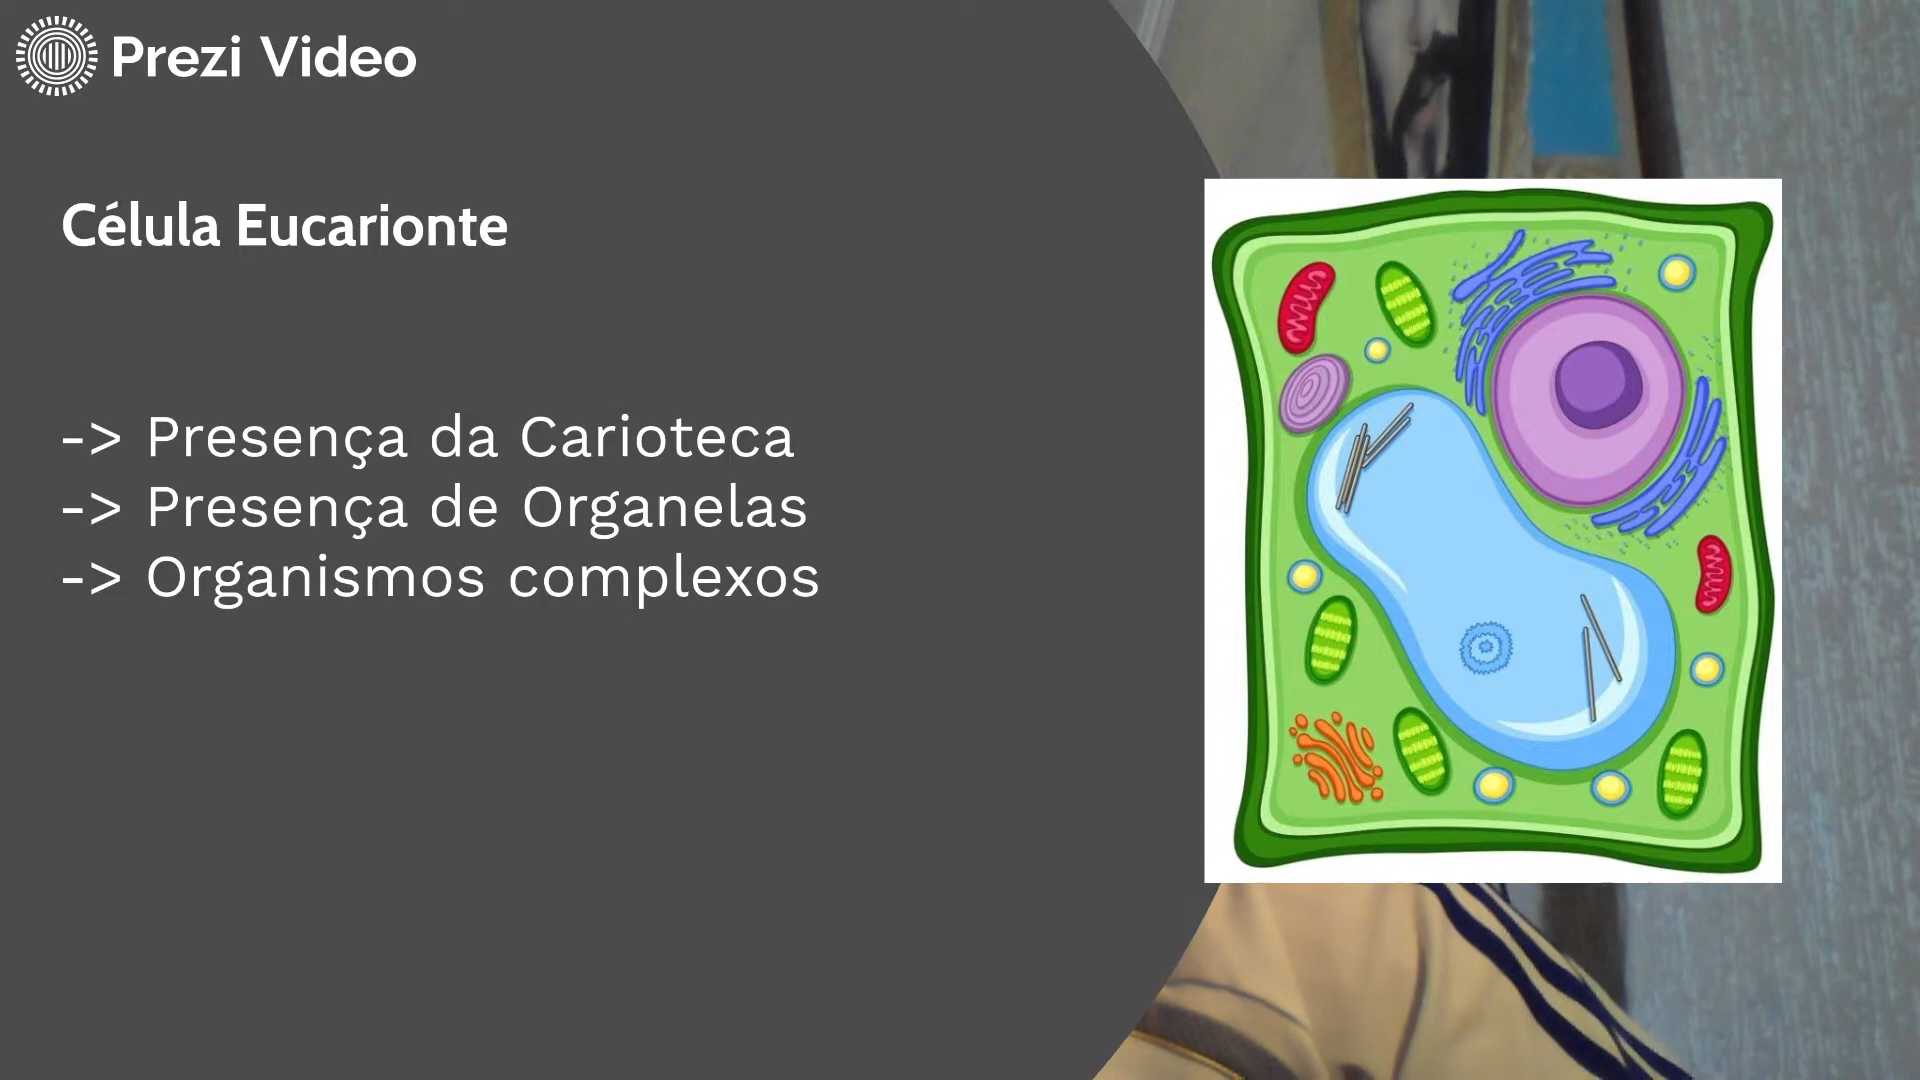 Prezi Video
Célula Eucarionte
-> Presença da Carioteca
-> Presença de Organelas
-> Organismos complexos